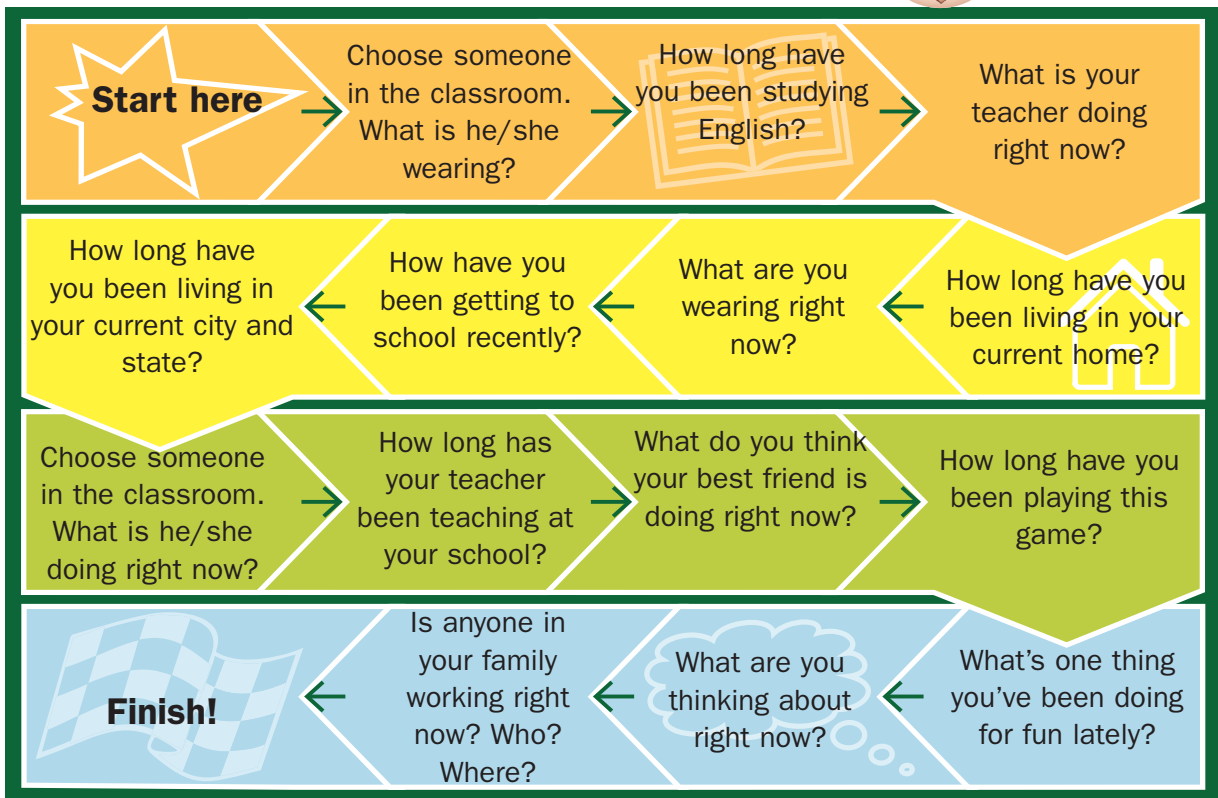 Start here
Choose someone
in the classroom.
What is he/she
wearing?
How long have
you been studying
English?
What is your
teacher doing
right now?
How long have you
been living in your
current home?
What are you
wearing right
now?
How have you
been getting to
school recently?
How long have
you been living in
your current city and
state?
Choose someone
in the classroom.
What is he/she
doing right now?
How long has
your teacher
been teaching at
your school?
What do you think
your best friend is
doing right now?
How long have you
been playing this
game?
What’s one thing
you’ve been doing
for fun lately?
What are you
thinking about
right now?
Is anyone in
your family
working right
now? Who?
Where?
Finish!